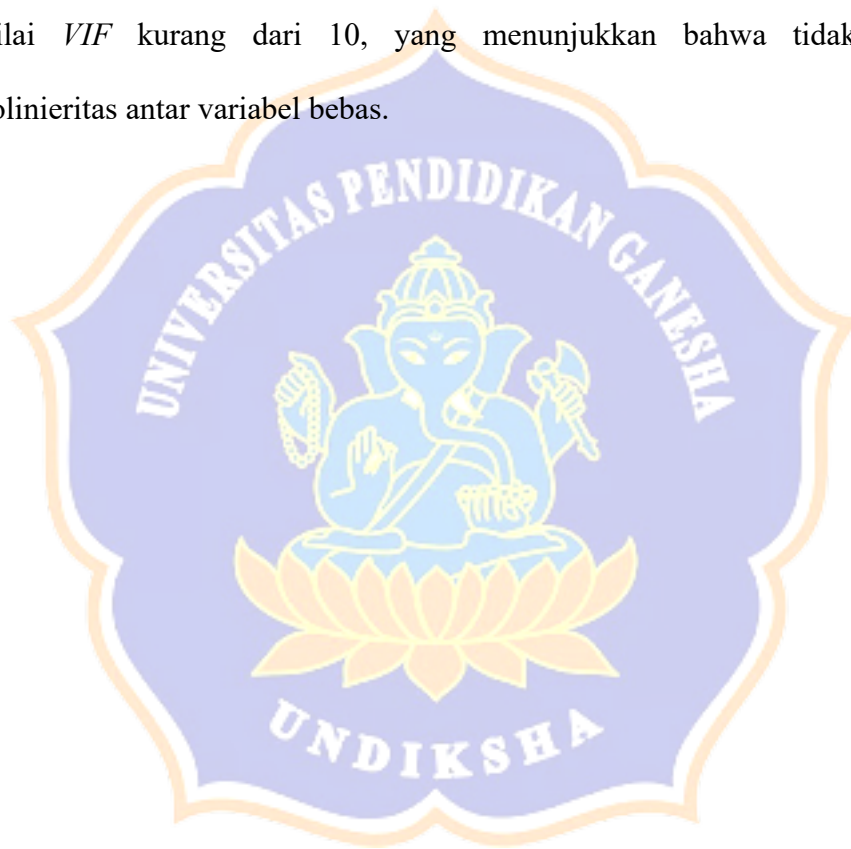 ilai VIF kurang dari 10, yang menunjukkan bahwa tidak
olinieritas antar variabel bebas.
UNIVERSITAS PENDIDIKAN GANESHA
UNDIKSHA